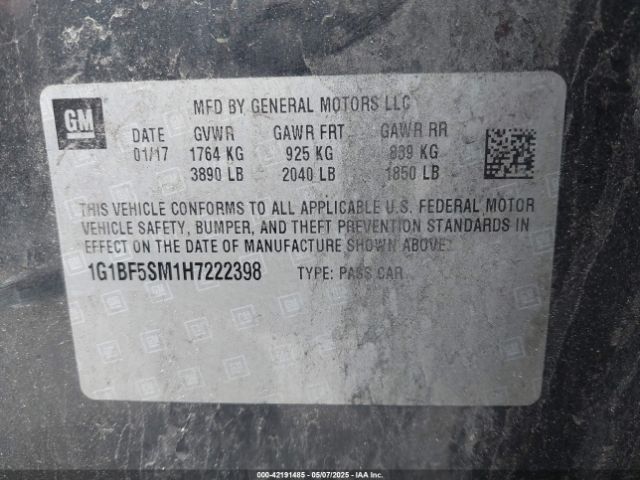 GM
MFD BY GENERAL MOTORS LLC
DATE GVWR GAWR FRT GAWR RR
01/17 1764 KG 925 KG 839 KG
3890 LB 2040 LB 1850 LB
THIS VEHICLE CONFORMS TO ALL APPLICABLE U.S. FEDERAL MOTOR
VEHICLE SAFETY, BUMPER, AND THEFT PREVENTION STANDARDS IN
EFFECT ON THE DATE OF MANUFACTURE SHOWN ABOVE.
1G1BF5SM1H7222398 TYPE: PASS CAR
000-42191485 - 05/07/2025 - IAA Inc. (C)